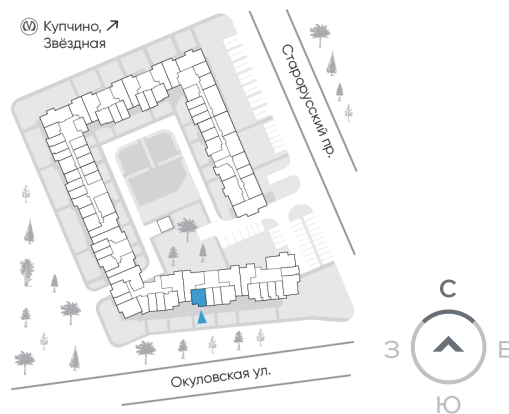 Купчино, ↗
Звёздная
Старорусский пр.
Окуловская ул.
С
З
В
Ю